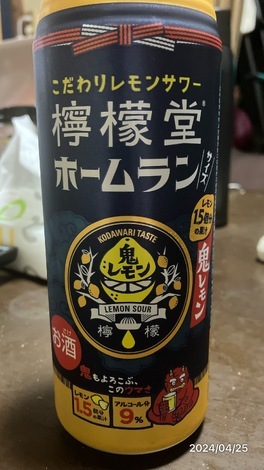 こだわりレモンサワー
檸檬堂
ホームラン
サイズ
KODAWARI TASTE
鬼
レモン
LEMON SOUR
檸 檬
レモン
1.5個分
の果汁
鬼レモン
お酒
鬼もよろこぶ、
このウマさ
レモン
1.5個分
の果汁
アルコール分
9%
2024/04/25